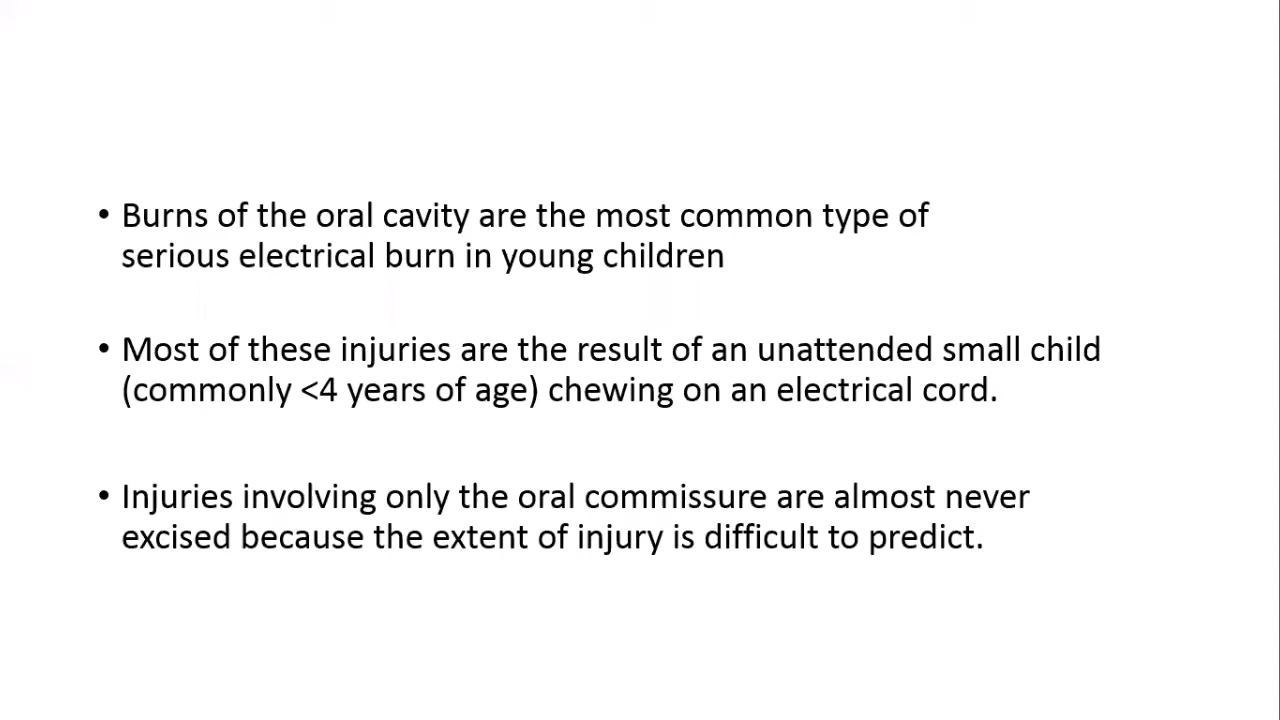 • Burns of the oral cavity are the most common type of
serious electrical burn in young children
• Most of these injuries are the result of an unattended small child
(commonly <4 years of age) chewing on an electrical cord.
• Injuries involving only the oral commissure are almost never
excised because the extent of injury is difficult to predict.